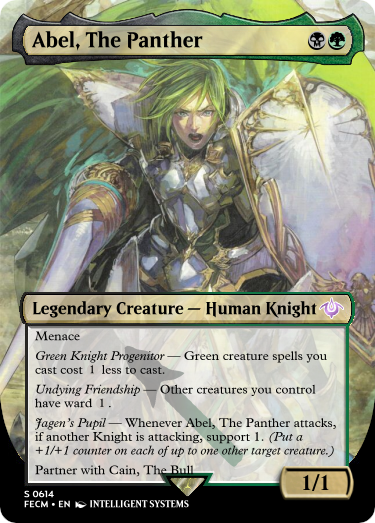 Abel, The Panther
Legendary Creature — Human Knight
Menace
Green Knight Progenitor — Green creature spells you
cast cost 1 less to cast.
Undying Friendship — Other creatures you control
have ward 1 .
Jagen's Pupil — Whenever Abel, The Panther attacks,
if another Knight is attacking, support 1. (Put a
+1/+1 counter on each of up to one other target creature.)
Partner with Cain, The Bull
1/1
S 0614
FECM • EN INTELLIGENT SYSTEMS